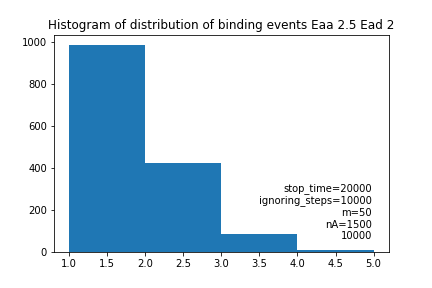 Histogram of distribution of binding events Eaa 2.5 Ead 2
1000
800
600
400
200
0
stop_time=20000
ignoring_steps=10000
m=50
nA=1500
10000
1.0 1.5 2.0 2.5 3.0 3.5 4.0 4.5 5.0